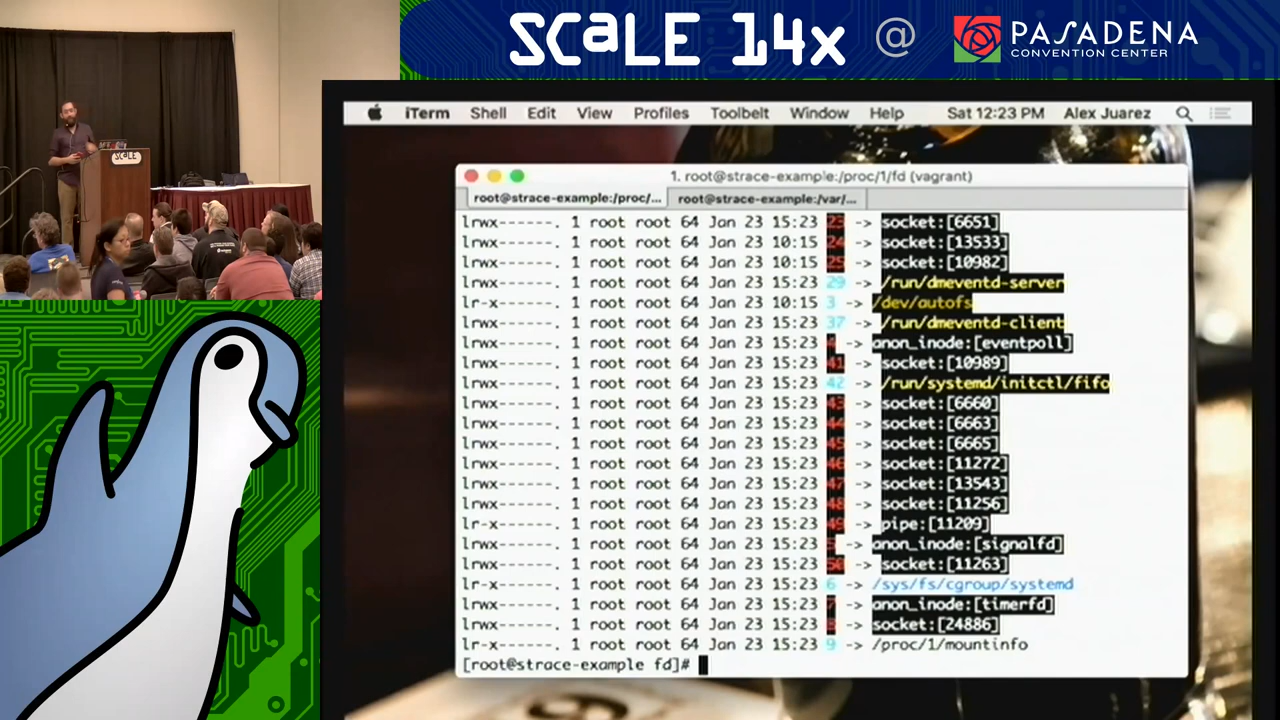 SCALE 14x @ PASADENA
CONVENTION CENTER
SCALE
iTerm Shell Edit View Profiles Toolbelt Window Help Sat 12:23 PM Alex Juarez
1. root@strace-example:/proc/1/fd (vagrant)
root@strace-example:/proc/... root@strace-example:/var/...
lrwx------. 1 root root 64 Jan 23 15:23 23 -> socket:[6651]
lrwx------. 1 root root 64 Jan 23 10:15 24 -> socket:[13533]
lrwx------. 1 root root 64 Jan 23 10:15 25 -> socket:[10982]
lrwx------. 1 root root 64 Jan 23 15:23 29 -> /run/dmeventd-server
lr-x------. 1 root root 64 Jan 23 10:15 3 -> /dev/autofs
lrwx------. 1 root root 64 Jan 23 15:23 37 -> /run/dmeventd-client
lrwx------. 1 root root 64 Jan 23 15:23 4 -> anon_inode:[eventpoll]
lrwx------. 1 root root 64 Jan 23 15:23 41 -> socket:[10989]
lrwx------. 1 root root 64 Jan 23 15:23 42 -> /run/systemd/initctl/fifo
lrwx------. 1 root root 64 Jan 23 15:23 43 -> socket:[6660]
lrwx------. 1 root root 64 Jan 23 15:23 44 -> socket:[6663]
lrwx------. 1 root root 64 Jan 23 15:23 45 -> socket:[6665]
lrwx------. 1 root root 64 Jan 23 15:23 46 -> socket:[11272]
lrwx------. 1 root root 64 Jan 23 15:23 47 -> socket:[13543]
lrwx------. 1 root root 64 Jan 23 15:23 48 -> socket:[11256]
lr-x------. 1 root root 64 Jan 23 15:23 49 -> pipe:[11209]
lrwx------. 1 root root 64 Jan 23 15:23 5 -> anon_inode:[signalfd]
lrwx------. 1 root root 64 Jan 23 15:23 50 -> socket:[11263]
lr-x------. 1 root root 64 Jan 23 15:23 6 -> /sys/fs/cgroup/systemd
lrwx------. 1 root root 64 Jan 23 15:23 7 -> anon_inode:[timerfd]
lrwx------. 1 root root 64 Jan 23 15:23 8 -> socket:[24886]
lr-x------. 1 root root 64 Jan 23 15:23 9 -> /proc/1/mountinfo
[root@strace-example fd]#